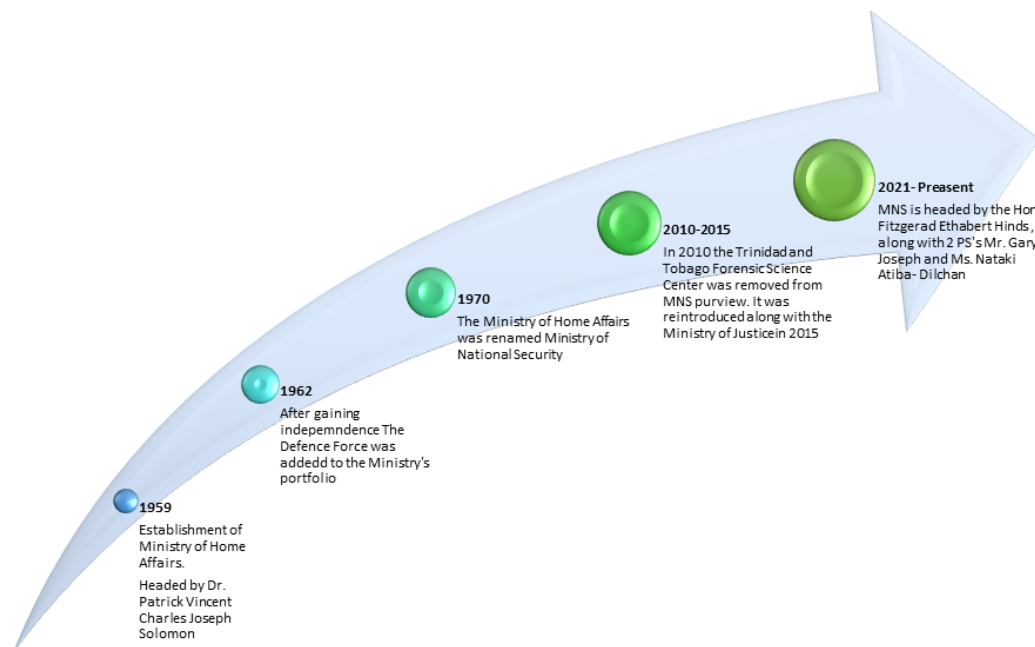 1959
Establishment of
Ministry of Home
Affairs.
Headed by Dr.
Patrick Vincent
Charles Joseph
Solomon
1962
After gaining
indepemndence The
Defence Force was
addedd to the Ministry's
portfolio
1970
The Ministry of Home Affairs
was renamed Ministry of
National Security
2010-2015
In 2010 the Trinidad and
Tobago Forensic Science
Center was removed from
MNS purview. It was
reintroduced along with the
Ministry of Justicein 2015
2021- Preasent
MNS is headed by the Hon
Fitzgerad Ethabert Hinds,
along with 2 PS's Mr. Gary
Joseph and Ms. Nataki
Atiba- Dilchan